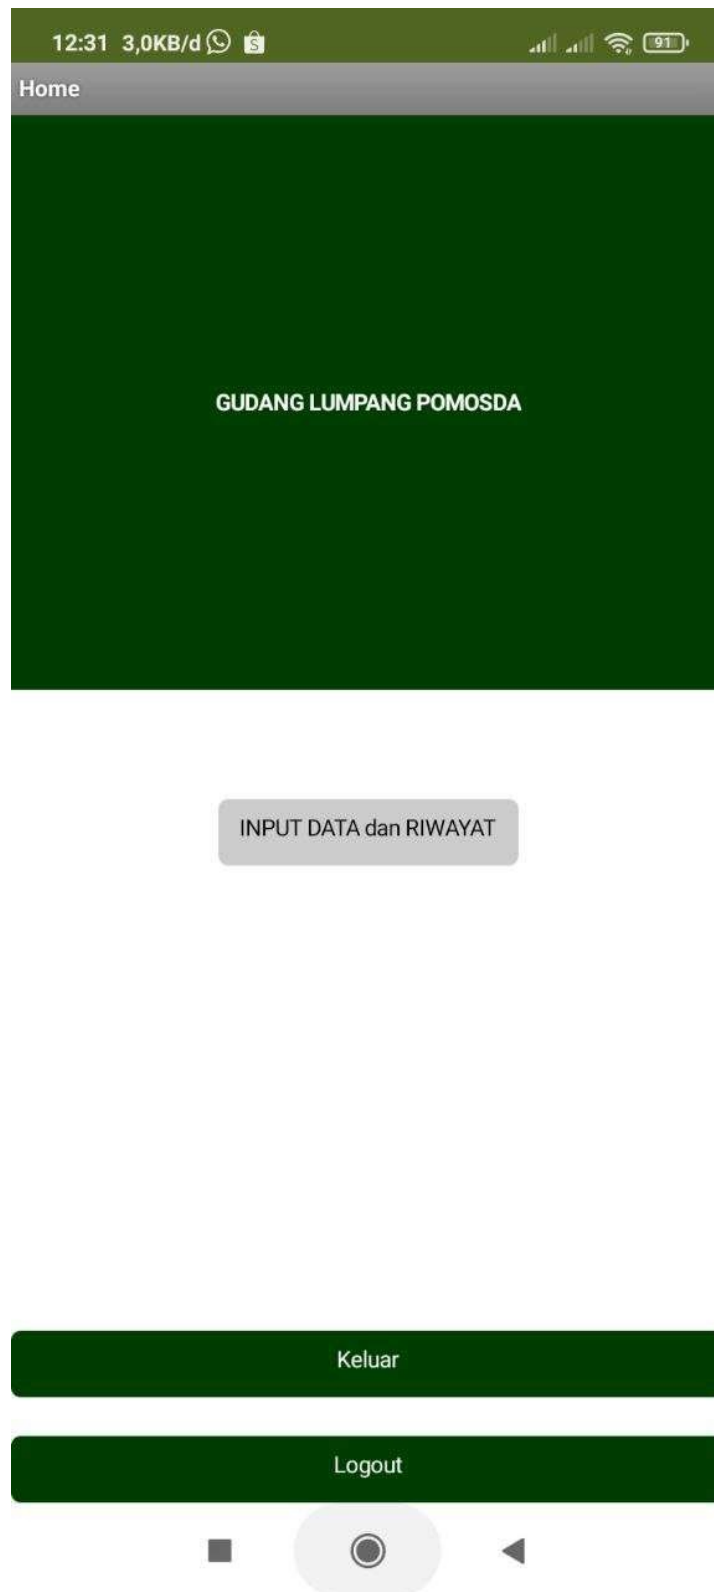 12:31 3,0KB/d S 91
Home
GUDANG LUMPANG POMOSDA
INPUT DATA dan RIWAYAT
Keluar
Logout